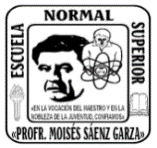 NORMAL
ESCUELA
SUPERIOR
«EN LA VOCACIÓN DEL MAESTRO Y EN LA
NOBLEZA DE LA JUVENTUD, CONFIAMOS»
«PROFR. MOISÉS SÁENZ GARZA»